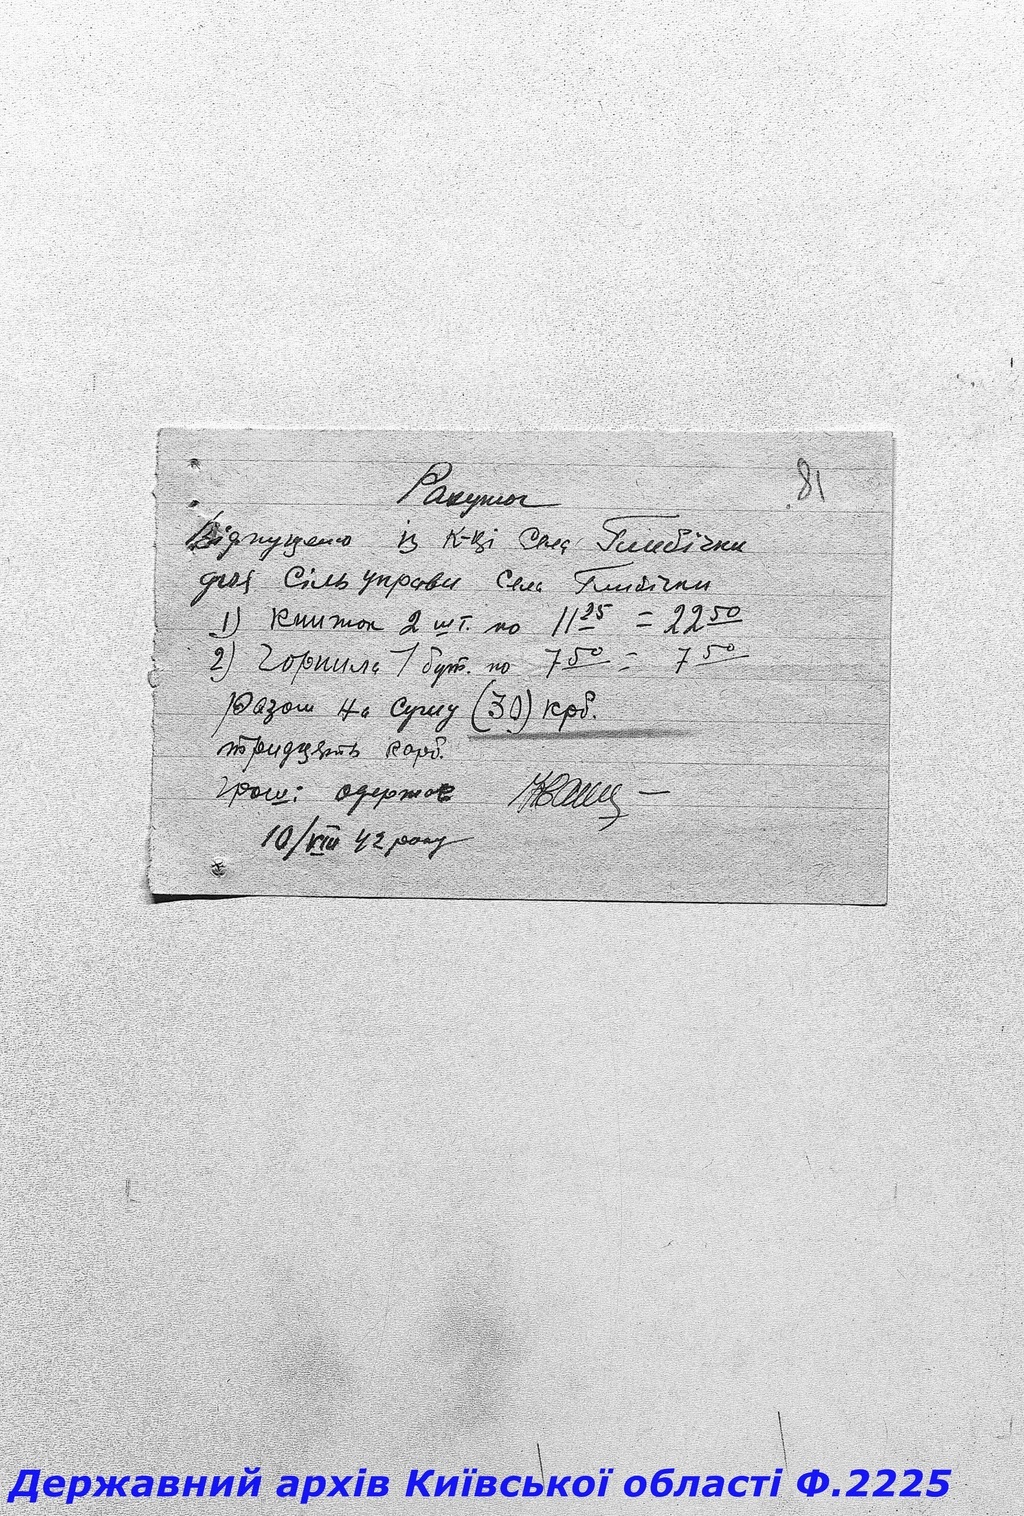 81
Рахунок
Відпущено із К-ці села Глибічки
для Сільуправи села Глибічки
1) Книжок 2 шт. по 11 25 = 22 50
2) Чорнила 1 бут. по 7 50 = 7 50
Разом на суму (30) крб.
тридцять карб.
Гроші одержав
10/VIII 42 року
Державний архів Київської області Ф.2225